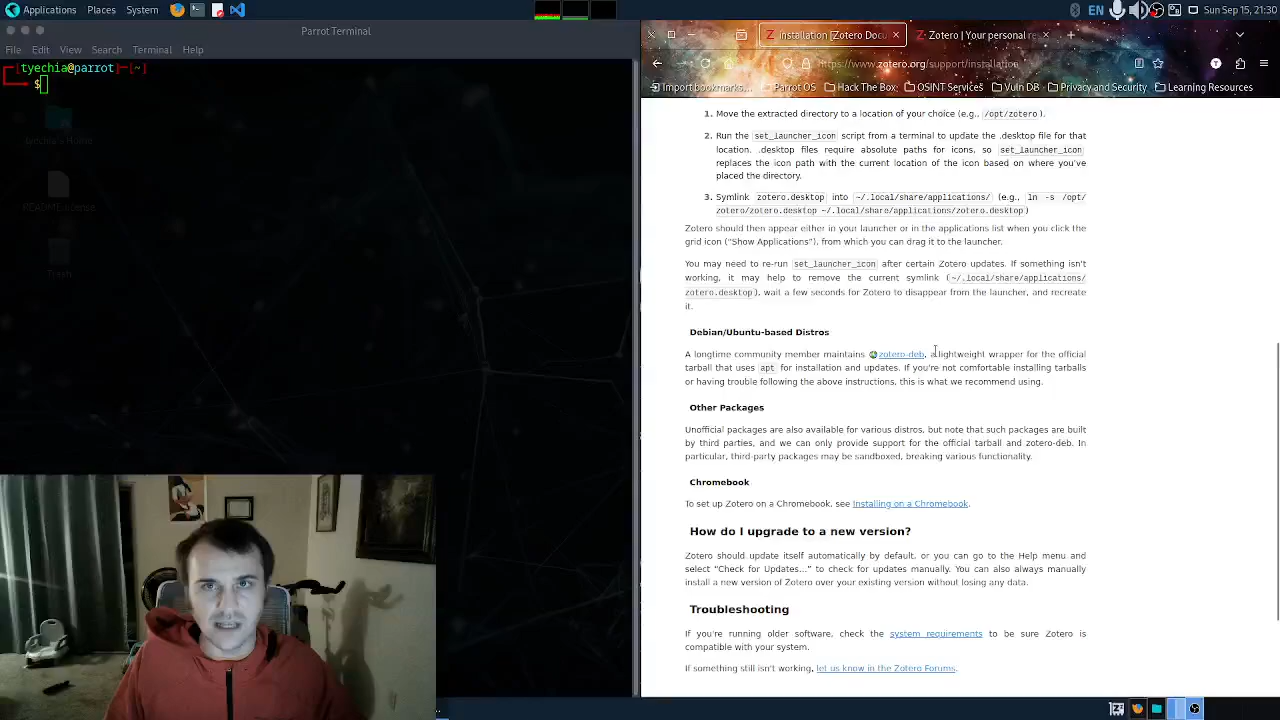 Applications Places System EN Sun Sep 15, 21:30
Parrot Terminal
File Edit View Search Terminal Help
[tyechia@parrot]-[~]
$
tyechia's Home
README.license
Trash
installation [Zotero Docu
Zotero | Your personal re
https://www.zotero.org/support/installation
Import bookmarks... Parrot OS Hack The Box OSINT Services Vuln DB Privacy and Security Learning Resources
1. Move the extracted directory to a location of your choice (e.g., /opt/zotero).
2. Run the set_launcher_icon script from a terminal to update the .desktop file for that
location. .desktop files require absolute paths for icons, so set_launcher_icon
replaces the icon path with the current location of the icon based on where you've
placed the directory.
3. Symlink zotero.desktop into ~/.local/share/applications/ (e.g., ln -s /opt/
zotero/zotero.desktop ~/.local/share/applications/zotero.desktop)
Zotero should then appear either in your launcher or in the applications list when you click the
grid icon (“Show Applications”), from which you can drag it to the launcher.
You may need to re-run set_launcher_icon after certain Zotero updates. If something isn't
working, it may help to remove the current symlink (~/.local/share/applications/
zotero.desktop), wait a few seconds for Zotero to disappear from the launcher, and recreate
it.
Debian/Ubuntu-based Distros
A longtime community member maintains zotero-deb, a lightweight wrapper for the official
tarball that uses apt for installation and updates. If you're not comfortable installing tarballs
or having trouble following the above instructions, this is what we recommend using.
Other Packages
Unofficial packages are also available for various distros, but note that such packages are built
by third parties, and we can only provide support for the official tarball and zotero-deb. In
particular, third-party packages may be sandboxed, breaking various functionality.
Chromebook
To set up Zotero on a Chromebook, see Installing on a Chromebook.
How do I upgrade to a new version?
Zotero should update itself automatically by default, or you can go to the Help menu and
select “Check for Updates…” to check for updates manually. You can also always manually
install a new version of Zotero over your existing version without losing any data.
Troubleshooting
If you're running older software, check the system requirements to be sure Zotero is
compatible with your system.
If something still isn't working, let us know in the Zotero Forums.